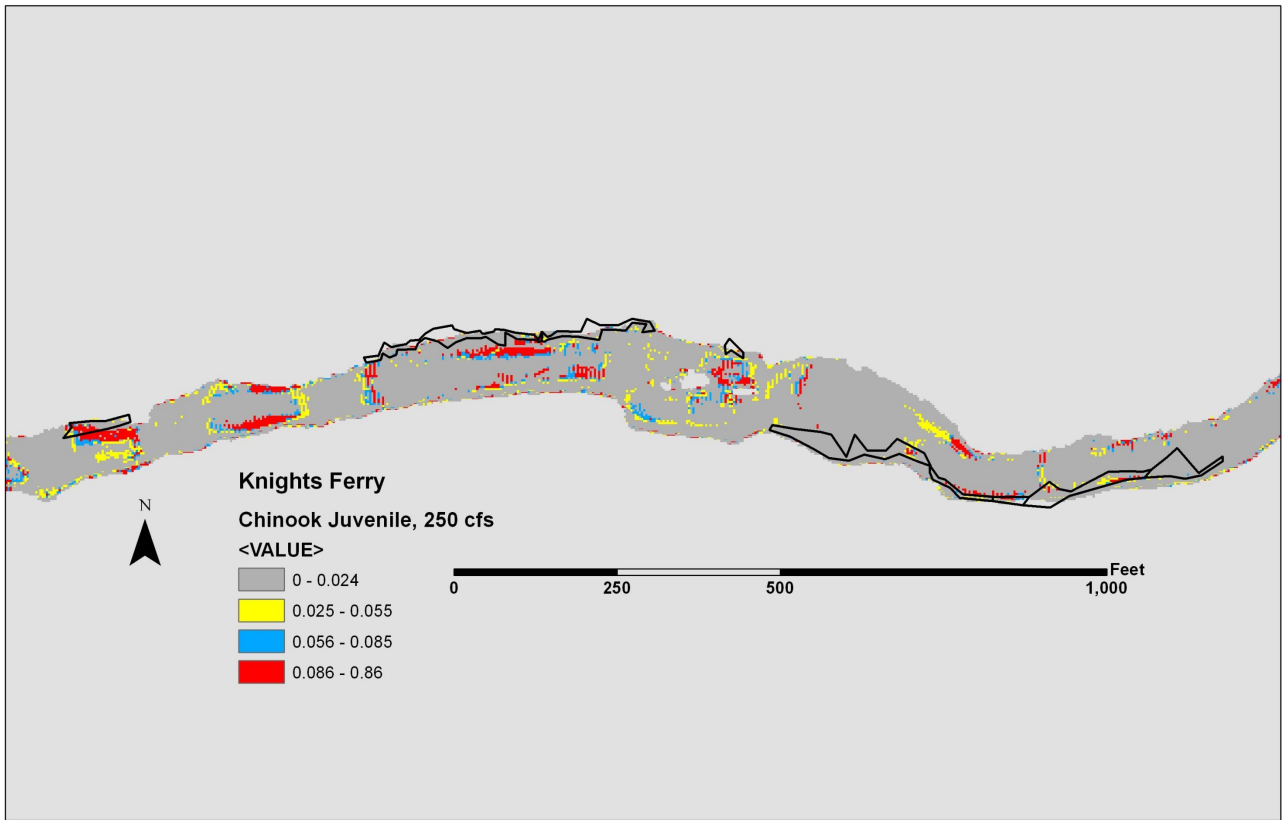 Knights Ferry
N
Chinook Juvenile, 250 cfs
<VALUE>
0 - 0.024
0.025 - 0.055
0.056 - 0.085
0.086 - 0.86
Feet
0 250 500 1,000